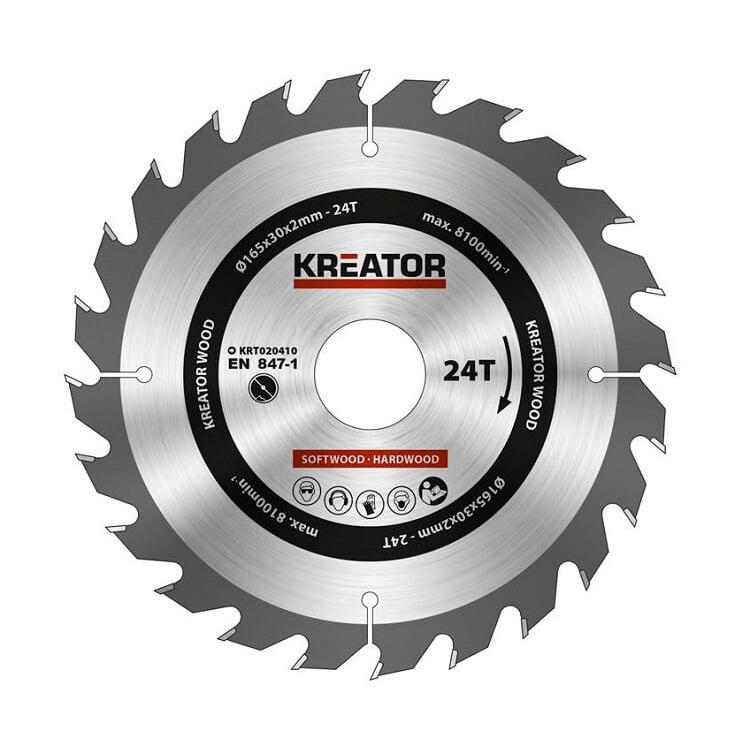 Ø165x30x2mm - 24T
max. 8100min⁻¹
KREATOR
KRT020410
EN 847-1
24T
KREATOR WOOD
KREATOR WOOD
SOFTWOOD · HARDWOOD
max. 8100min⁻¹
Ø165x30x2mm - 24T